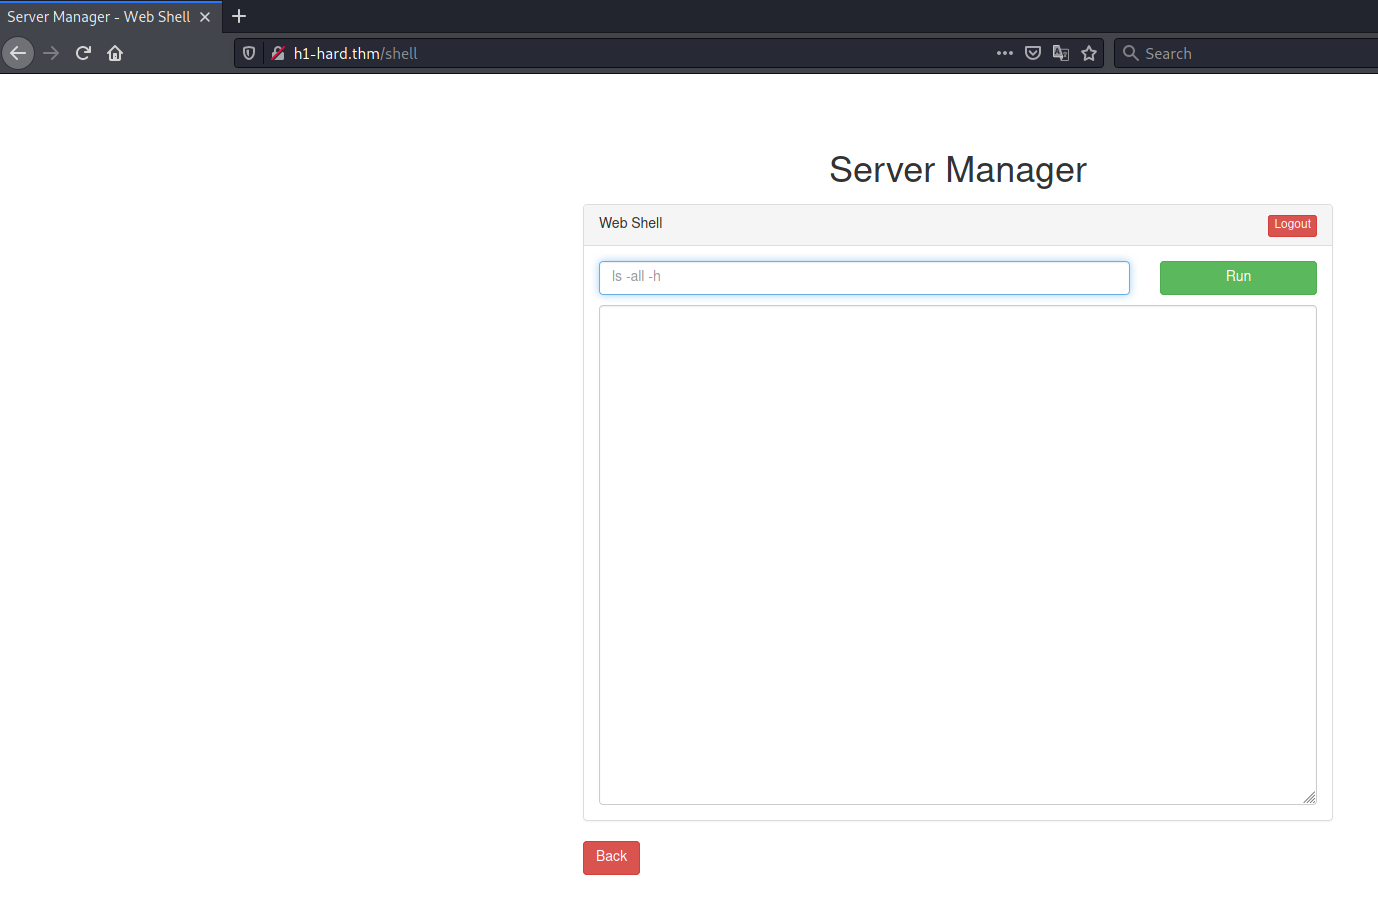 Server Manager - Web Shell
h1-hard.thm/shell
Search
Server Manager
Web Shell
Logout
ls -all -h
Run
Back